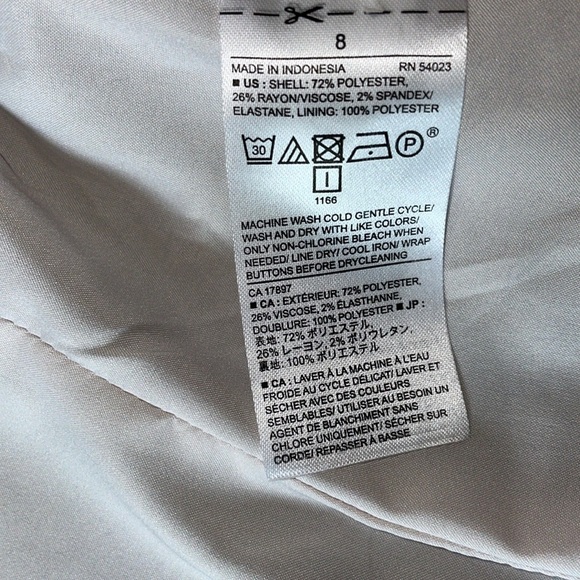 8
MADE IN INDONESIA RN 54023
■ US : SHELL: 72% POLYESTER,
26% RAYON/VISCOSE, 2% SPANDEX/
ELASTANE, LINING: 100% POLYESTER
30 P ®
1166
MACHINE WASH COLD GENTLE CYCLE/
WASH AND DRY WITH LIKE COLORS/
ONLY NON-CHLORINE BLEACH WHEN
NEEDED/ LINE DRY/ COOL IRON/ WRAP
BUTTONS BEFORE DRYCLEANING
CA 17897
■ CA : EXTÉRIEUR: 72% POLYESTER,
26% VISCOSE, 2% ÉLASTHANNE,
DOUBLURE: 100% POLYESTER ■ JP :
表地: 72% ポリエステル,
26% レーヨン, 2% ポリウレタン,
裏地: 100% ポリエステル
■ CA : LAVER À LA MACHINE À L'EAU
FROIDE AU CYCLE DÉLICAT/ LAVER ET
SÉCHER AVEC DES COULEURS
SEMBLABLES/ UTILISER AU BESOIN UN
AGENT DE BLANCHIMENT SANS
CHLORE UNIQUEMENT/ SÉCHER SUR
CORDE/ REPASSER À BASSE